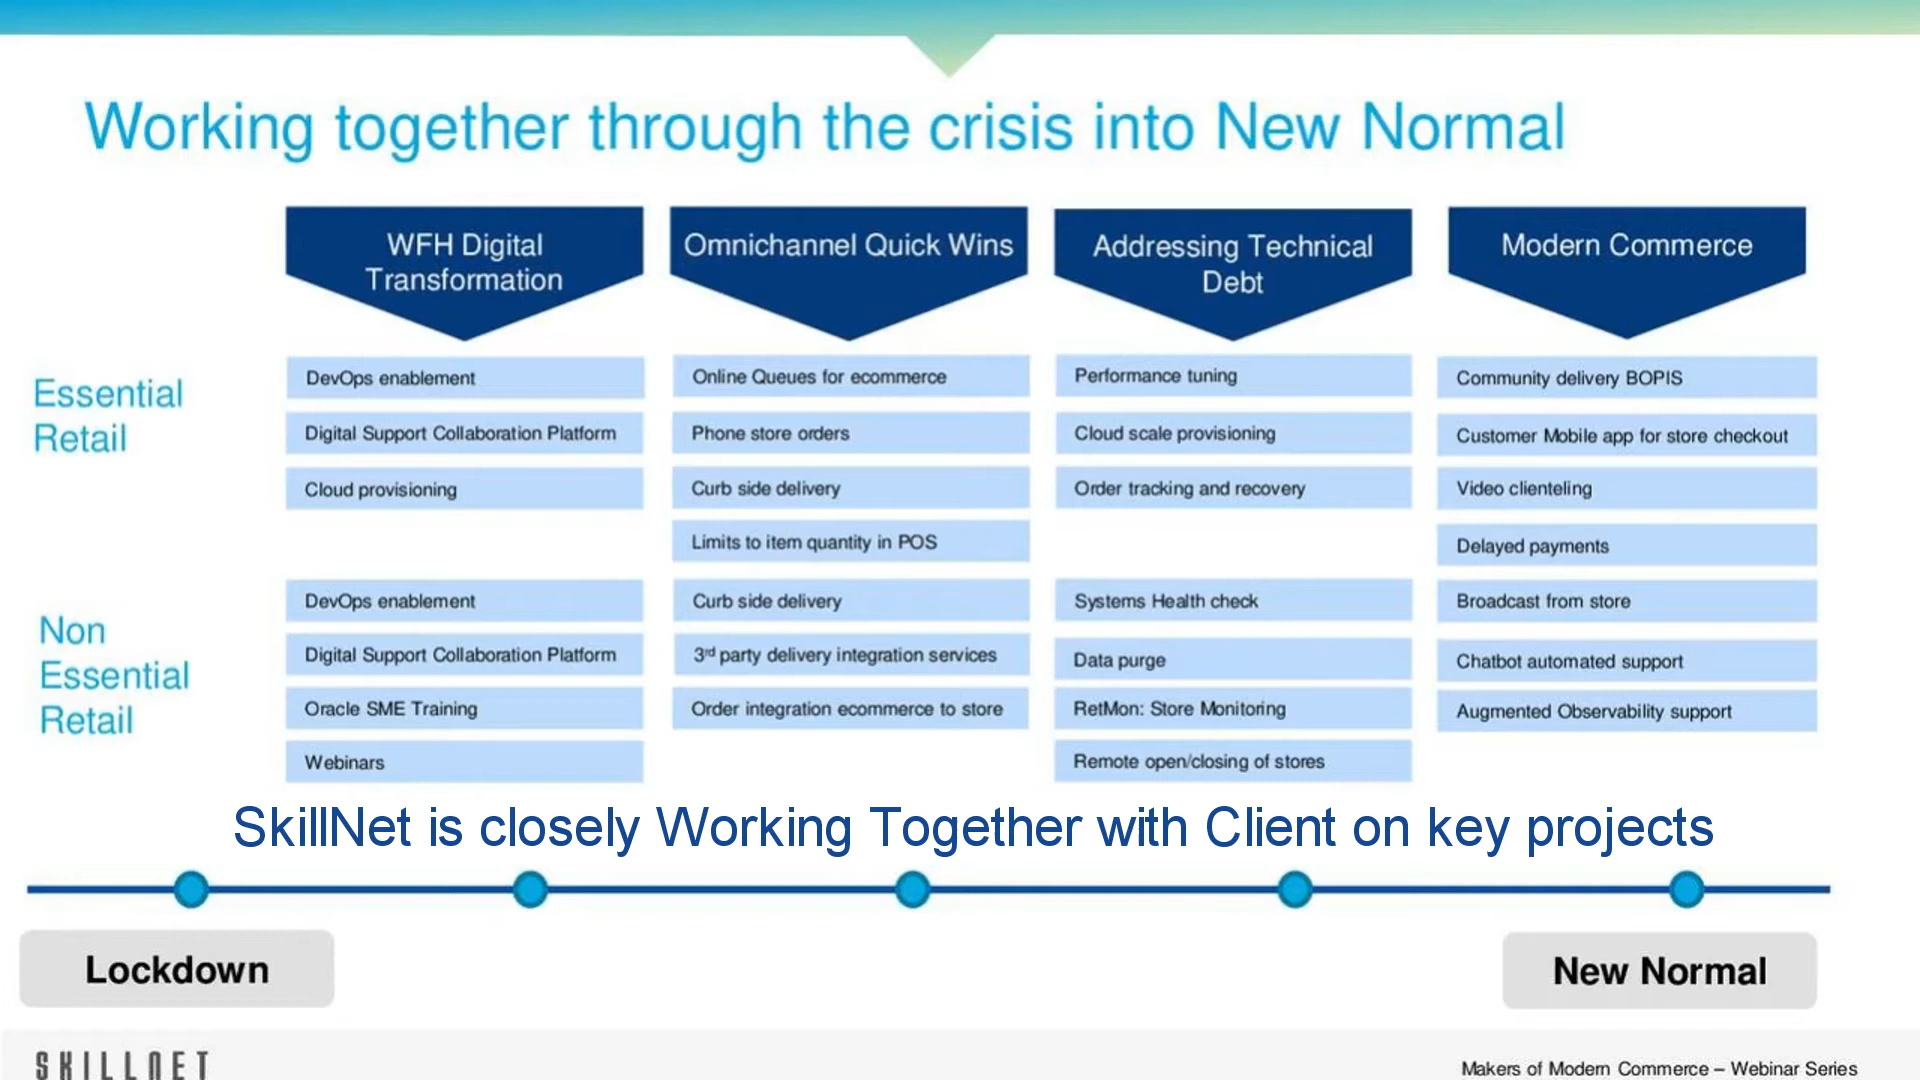 Working together through the crisis into New Normal
WFH Digital
Transformation
Omnichannel Quick Wins
Addressing Technical
Debt
Modern Commerce
Essential
Retail
DevOps enablement
Digital Support Collaboration Platform
Cloud provisioning
Online Queues for ecommerce
Phone store orders
Curb side delivery
Limits to item quantity in POS
Performance tuning
Cloud scale provisioning
Order tracking and recovery
Community delivery BOPIS
Customer Mobile app for store checkout
Video clienteling
Delayed payments
Non
Essential
Retail
DevOps enablement
Digital Support Collaboration Platform
Oracle SME Training
Webinars
Curb side delivery
3rd party delivery integration services
Order integration ecommerce to store
Systems Health check
Data purge
RetMon: Store Monitoring
Remote open/closing of stores
Broadcast from store
Chatbot automated support
Augmented Observability support
SkillNet is closely Working Together with Client on key projects
Lockdown
New Normal
SKILLNET
Makers of Modern Commerce – Webinar Series